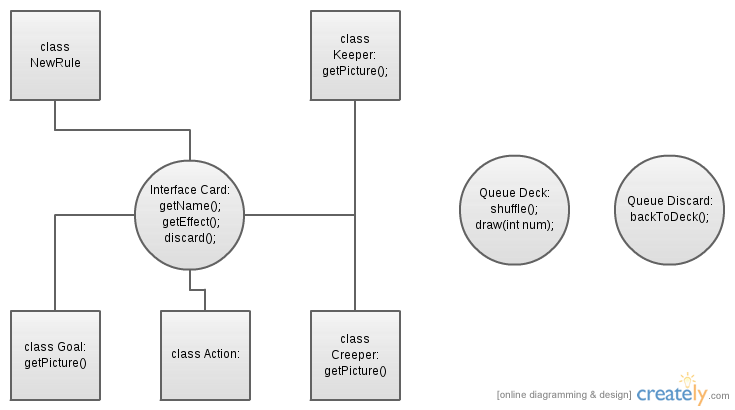 class
NewRule
class
Keeper:
getPicture();
Interface Card:
getName();
getEffect();
discard();
Queue Deck:
shuffle();
draw(int num);
Queue Discard:
backToDeck();
class Goal:
getPicture()
class Action:
class
Creeper:
getPicture()
[online diagramming & design] creately.com